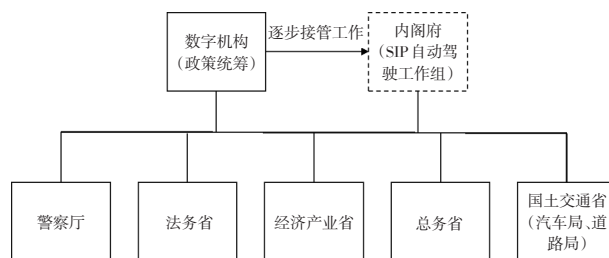 数字机构
(政策统筹)
逐步接管工作
内阁府
(SIP自动驾
驶工作组)
警察厅
法务省
经济产业省
总务省
国土交通省
(汽车局、道
路局)